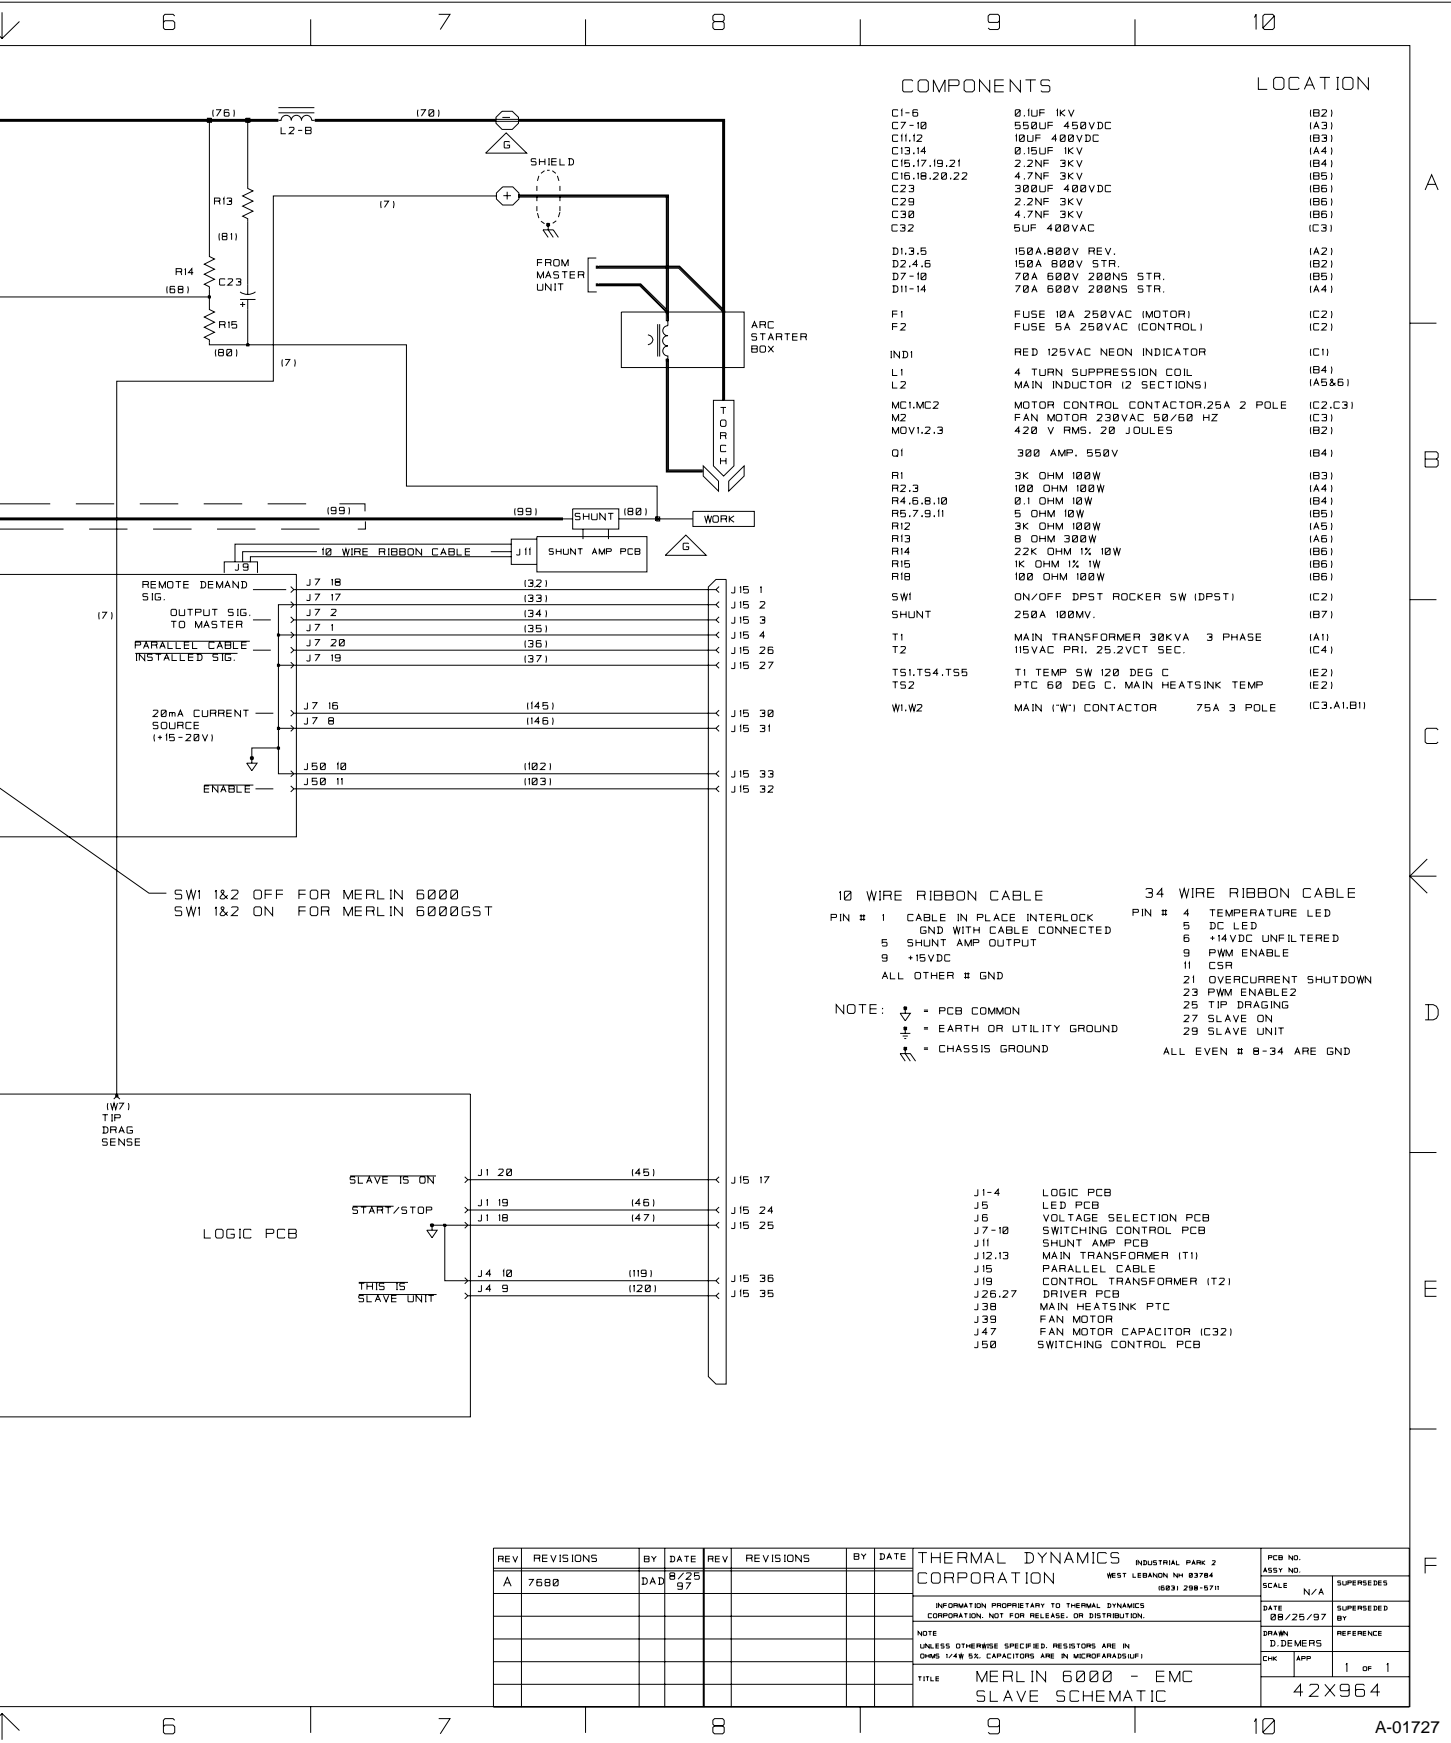 6 7 8 9 10
COMPONENTS LOCATION
C1-6 0.1UF 1KV (B2)
C7-10 550UF 450VDC (A3)
C11,12 10UF 400VDC (B3)
C13,14 0.15UF 1KV (A4)
C15,17,19,21 2.2NF 3KV (B4)
C16,18,20,22 4.7NF 3KV (B5)
C23 300UF 400VDC (B6)
C29 2.2NF 3KV (B6)
C30 4.7NF 3KV (B6)
C32 5UF 400VAC (C3)
D1,3,5 150A,800V REV. (A2)
D2,4,6 150A 800V STR. (B2)
D7-10 70A 600V 200NS STR. (B5)
D11-14 70A 600V 200NS STR. (A4)
F1 FUSE 10A 250VAC (MOTOR) (C2)
F2 FUSE 5A 250VAC (CONTROL) (C2)
IND1 RED 125VAC NEON INDICATOR (C1)
L1 4 TURN SUPPRESSION COIL (B4)
L2 MAIN INDUCTOR (2 SECTIONS) (A5&6)
MC1,MC2 MOTOR CONTROL CONTACTOR,25A 2 POLE (C2,C3)
M2 FAN MOTOR 230VAC 50/60 HZ (C3)
MOV1,2,3 420 V RMS, 20 JOULES (B2)
Q1 300 AMP, 550V (B4)
R1 3K OHM 100W (B3)
R2,3 100 OHM 100W (A4)
R4,6,8,10 0.1 OHM 10W (B4)
R5,7,9,11 5 OHM 10W (B5)
R12 3K OHM 100W (A5)
R13 8 OHM 300W (A6)
R14 22K OHM 1% 10W (B6)
R15 1K OHM 1% 1W (B6)
R18 100 OHM 100W (B6)
SW1 ON/OFF DPST ROCKER SW (DPST) (C2)
SHUNT 250A 100MV. (B7)
T1 MAIN TRANSFORMER 30KVA 3 PHASE (A1)
T2 115VAC PRI, 25.2VCT SEC. (C4)
TS1,TS4,TS5 T1 TEMP SW 120 DEG C (E2)
TS2 PTC 60 DEG C, MAIN HEATSINK TEMP (E2)
W1,W2 MAIN ("W") CONTACTOR 75A 3 POLE (C3,A1,B1)
A
B
C
D
E
F
(76) (70)
L2-B
-
G
SHIELD
+
(7)
R13
(81)
R14
C23
+
(68)
R15
(80)
(7)
FROM
MASTER
UNIT
ARC
STARTER
BOX
TORCH
(99) (99) SHUNT (80) WORK
10 WIRE RIBBON CABLE J11 SHUNT AMP PCB
G
J9
REMOTE DEMAND
SIG.
J7 18 (32) J15 1
J7 17 (33) J15 2
(7)
OUTPUT SIG.
TO MASTER
J7 2 (34) J15 3
J7 1 (35) J15 4
PARALLEL CABLE
INSTALLED SIG.
J7 20 (36) J15 26
J7 19 (37) J15 27
20mA CURRENT
SOURCE
(+15-20V)
J7 16 (145) J15 30
J7 8 (146) J15 31
J50 10 (102) J15 33
ENABLE J50 11 (103) J15 32
SW1 1&2 OFF FOR MERLIN 6000
SW1 1&2 ON FOR MERLIN 6000GST
10 WIRE RIBBON CABLE
PIN # 1 CABLE IN PLACE INTERLOCK
GND WITH CABLE CONNECTED
5 SHUNT AMP OUTPUT
9 +15VDC
ALL OTHER # GND
34 WIRE RIBBON CABLE
PIN # 4 TEMPERATURE LED
5 DC LED
6 +14VDC UNFILTERED
9 PWM ENABLE
11 CSR
21 OVERCURRENT SHUTDOWN
23 PWM ENABLE2
25 TIP DRAGING
27 SLAVE ON
29 SLAVE UNIT
ALL EVEN # 8-34 ARE GND
NOTE: = PCB COMMON
= EARTH OR UTILITY GROUND
= CHASSIS GROUND
(W7)
TIP
DRAG
SENSE
LOGIC PCB
SLAVE IS ON J1 20 (45) J15 17
START/STOP J1 19 (46) J15 24
J1 18 (47) J15 25
J4 10 (119) J15 36
THIS IS
SLAVE UNIT
J4 9 (120) J15 35
J1-4 LOGIC PCB
J5 LED PCB
J6 VOLTAGE SELECTION PCB
J7-10 SWITCHING CONTROL PCB
J11 SHUNT AMP PCB
J12,13 MAIN TRANSFORMER (T1)
J15 PARALLEL CABLE
J19 CONTROL TRANSFORMER (T2)
J26,27 DRIVER PCB
J38 MAIN HEATSINK PTC
J39 FAN MOTOR
J47 FAN MOTOR CAPACITOR (C32)
J50 SWITCHING CONTROL PCB
REV REVISIONS BY DATE REV REVISIONS BY DATE
A 7680 DAD 8/25 97
THERMAL DYNAMICS
CORPORATION
INDUSTRIAL PARK 2
WEST LEBANON NH 03784
(603) 298-5711
INFORMATION PROPRIETARY TO THERMAL DYNAMICS
CORPORATION. NOT FOR RELEASE, OR DISTRIBUTION.
NOTE
UNLESS OTHERWISE SPECIFIED, RESISTORS ARE IN
OHMS 1/4W 5%. CAPACITORS ARE IN MICROFARADS(UF)
TITLE MERLIN 6000 - EMC
SLAVE SCHEMATIC
PCB NO.
ASSY NO.
SCALE N/A SUPERSEDES
DATE 08/25/97 SUPERSEDED BY
DRAWN D.DEMERS REFERENCE
CHK APP 1 OF 1
42X964
6 7 8 9 10
A-01727